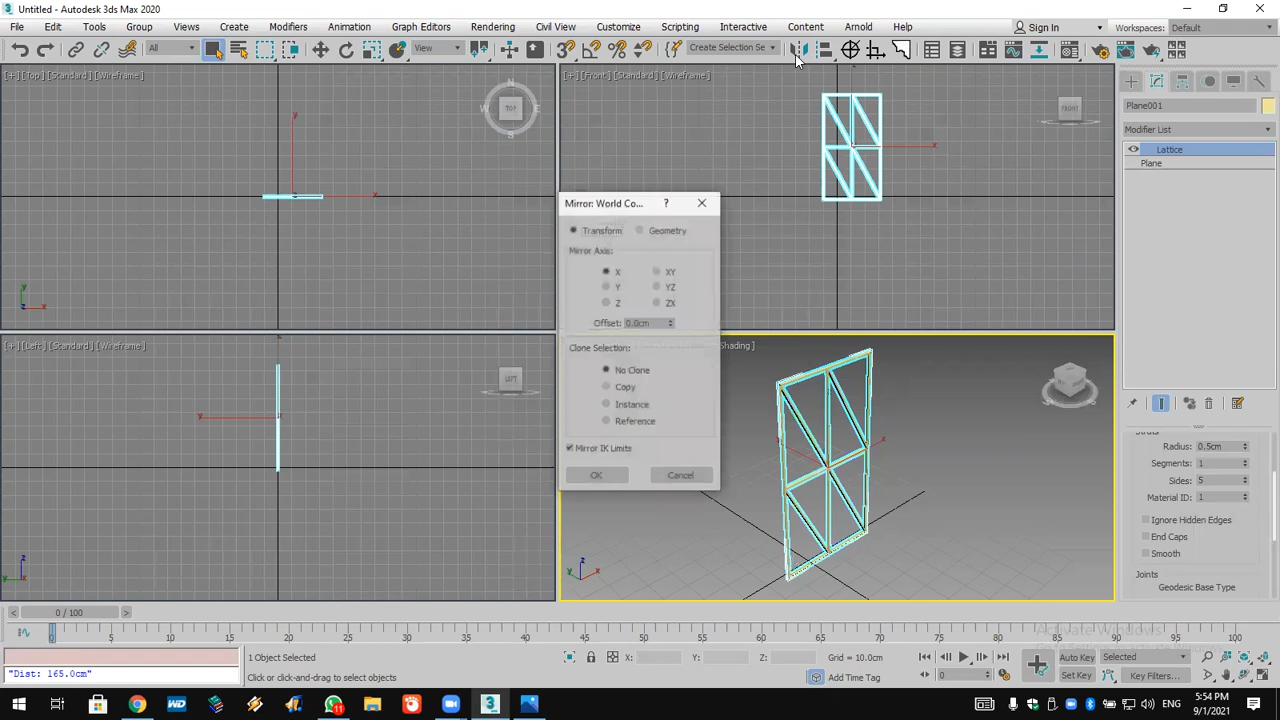 Untitled - Autodesk 3ds Max 2020
File Edit Tools Group Views Create Modifiers Animation Graph Editors Rendering Civil View Customize Scripting Interactive Content Arnold Help Sign In Workspaces: Default
All View Create Selection Se
[+] [Top] [Standard] [Wireframe]
[+] [Front] [Standard] [Wireframe]
N
W TOP E
S
FRONT
y
x
x
z
y
x
Plane001
Modifier List
Lattice
Plane
Mirror: World Co... ?
Transform Geometry
Mirror Axis:
X XY
Y YZ
Z ZX
Offset: 0.0cm
Clone Selection:
No Clone
Copy
Instance
Reference
Mirror IK Limits
OK Cancel
[+] [Left] [Standard] [Wireframe]
Shading]
LEFT
y
z
y
x
z
y x
Struts
Radius: 0.5cm
Segments: 1
Sides: 5
Material ID: 1
Ignore Hidden Edges
End Caps
Smooth
Joints
Geodesic Base Type
< 0 / 100 >
0 5 10 15 20 25 30 35 40 45 50 55 60 65 70 75 80 85 90 95 100
Activate Windows
1 Object Selected X: Y: Z: Grid = 10.0cm Auto Key Selected
"Dist: 165.0cm" Click or click-and-drag to select objects Add Time Tag 0 Set Key Key Filters...
WD 11 3
ENG
5:54 PM
9/1/2021